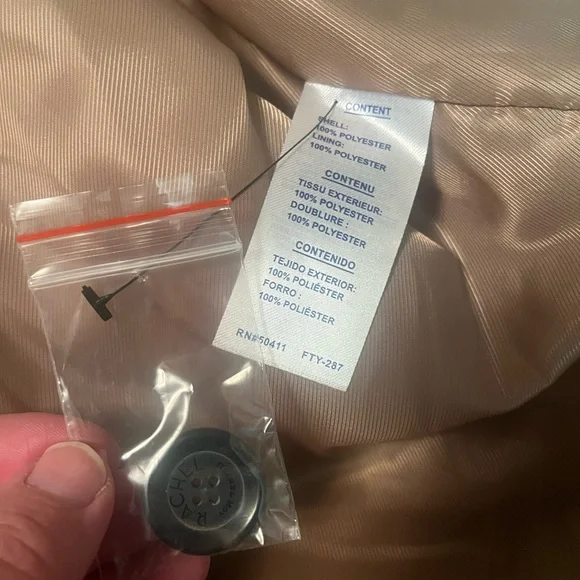 CONTENT
SHELL:
100% POLYESTER
LINING:
100% POLYESTER
CONTENU
TISSU EXTERIEUR:
100% POLYESTER
DOUBLURE :
100% POLYESTER
CONTENIDO
TEJIDO EXTERIOR:
100% POLIÉSTER
FORRO :
100% POLIÉSTER
RN#50411 FTY-287
RACHEL